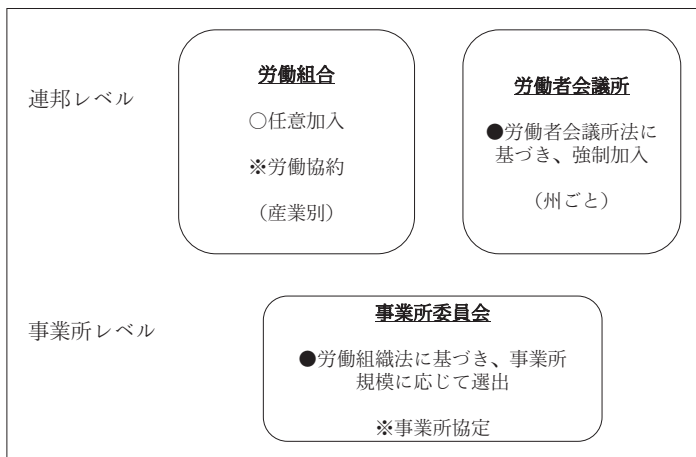 連邦レベル
労働組合
○任意加入
※労働協約
（産業別）
労働者会議所
●労働者会議所法に
基づき、強制加入
（州ごと）
事業所レベル
事業所委員会
●労働組織法に基づき、事業所
規模に応じて選出
※事業所協定